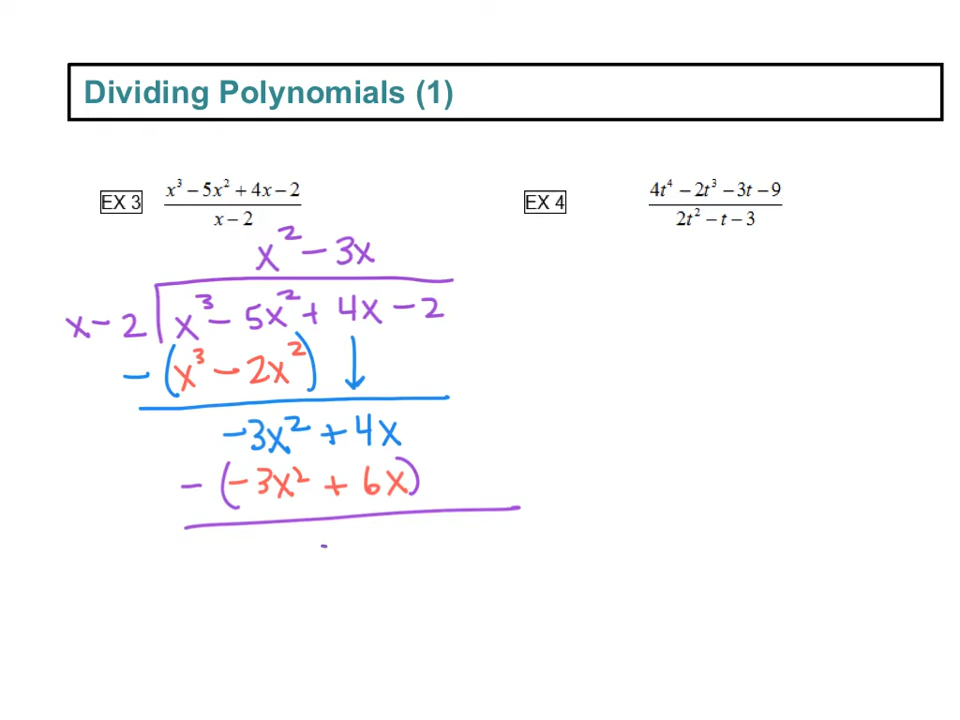 Dividing Polynomials (1)
EX 3 x³ − 5x² + 4x − 2
x − 2
EX 4 4t⁴ − 2t³ − 3t − 9
2t² − t − 3
x² − 3x
x − 2 x³ − 5x² + 4x − 2
− (x³ − 2x²) ↓
−3x² + 4x
− (−3x² + 6x)